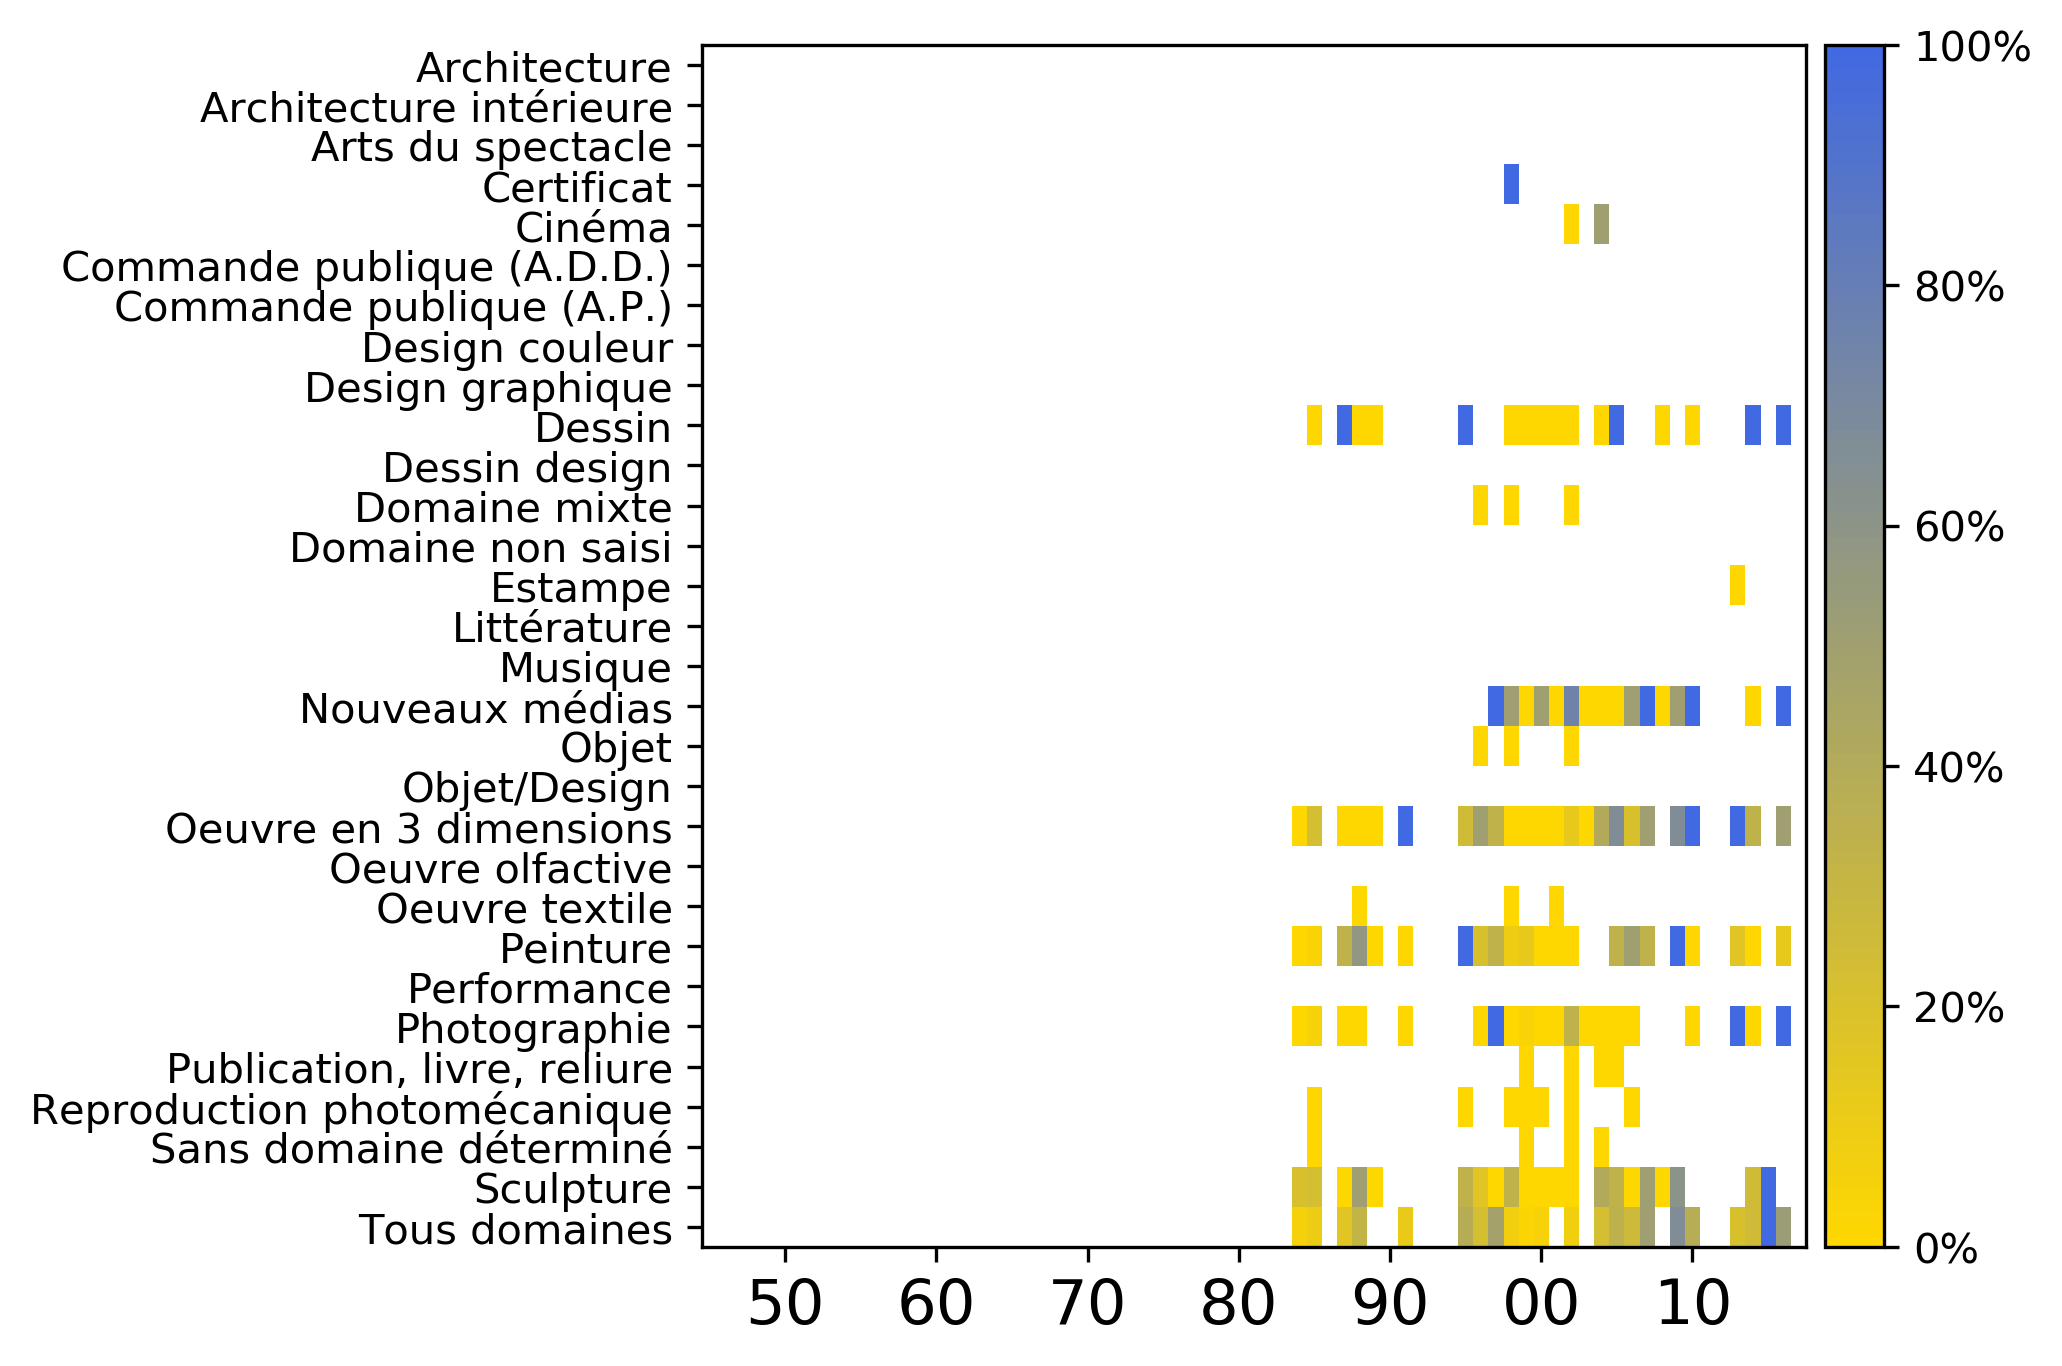 Architecture
Architecture intérieure
Arts du spectacle
Certificat
Cinéma
Commande publique (A.D.D.)
Commande publique (A.P.)
Design couleur
Design graphique
Dessin
Dessin design
Domaine mixte
Domaine non saisi
Estampe
Littérature
Musique
Nouveaux médias
Objet
Objet/Design
Oeuvre en 3 dimensions
Oeuvre olfactive
Oeuvre textile
Peinture
Performance
Photographie
Publication, livre, reliure
Reproduction photomécanique
Sans domaine déterminé
Sculpture
Tous domaines
50 60 70 80 90 00 10
100%
80%
60%
40%
20%
0%